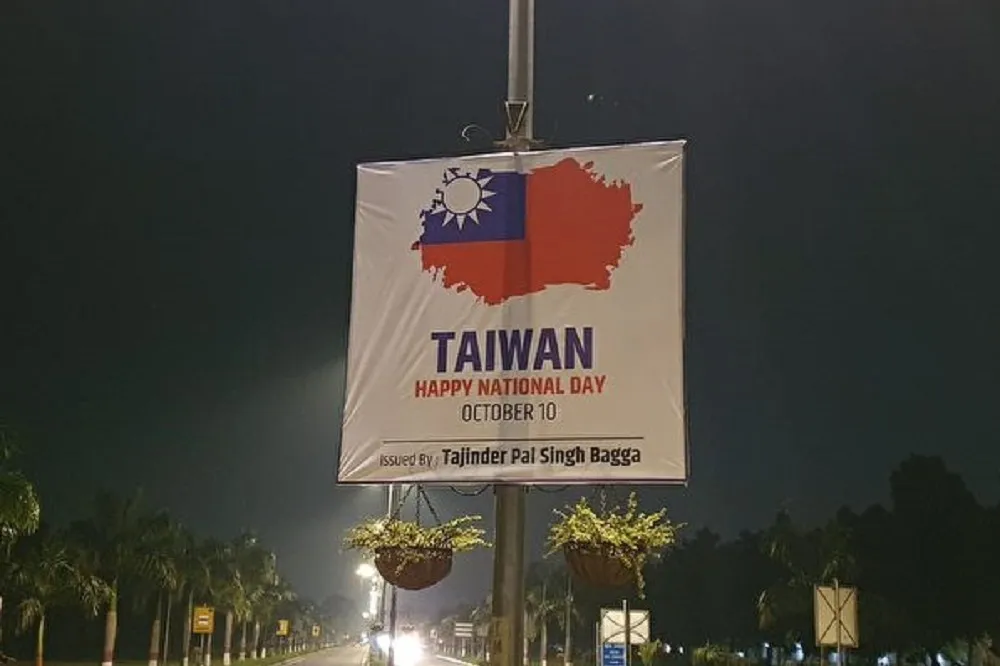 TAIWAN
HAPPY NATIONAL DAY
OCTOBER 10
Issued By : Tajinder Pal Singh Bagga